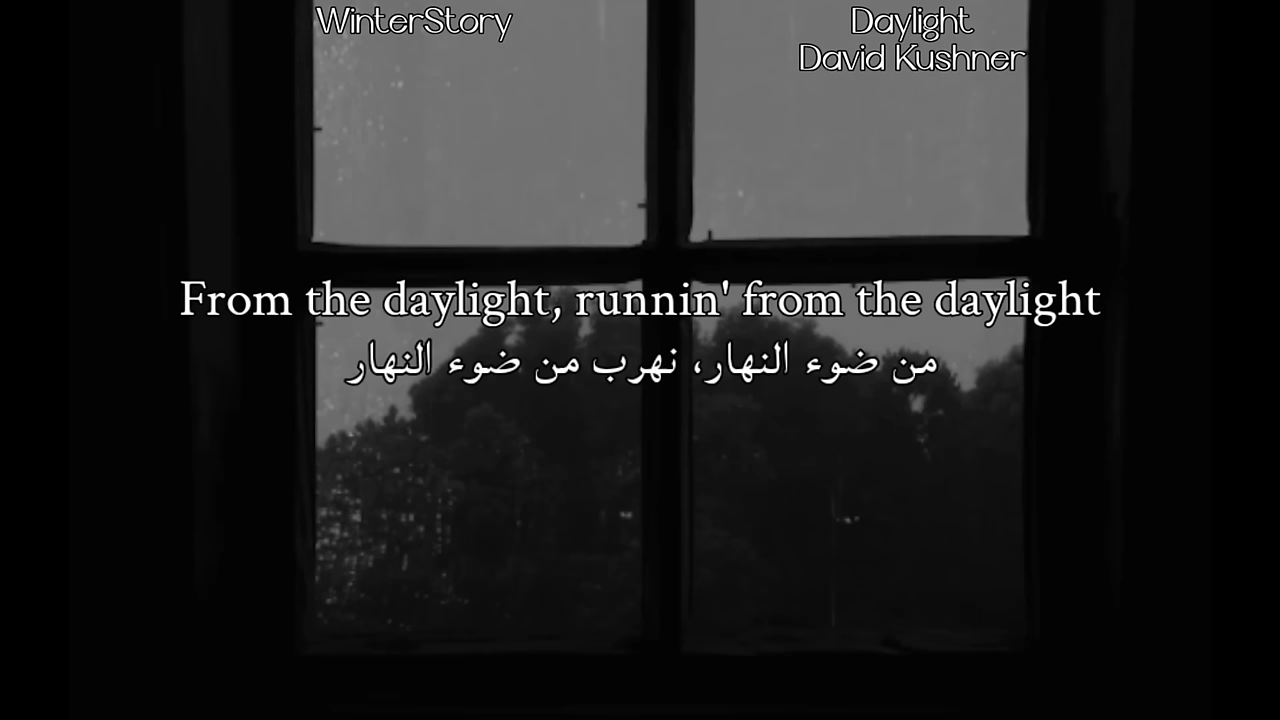 WinterStory
Daylight
David Kushner
From the daylight, runnin' from the daylight
من ضوء النهار، نهرب من ضوء النهار